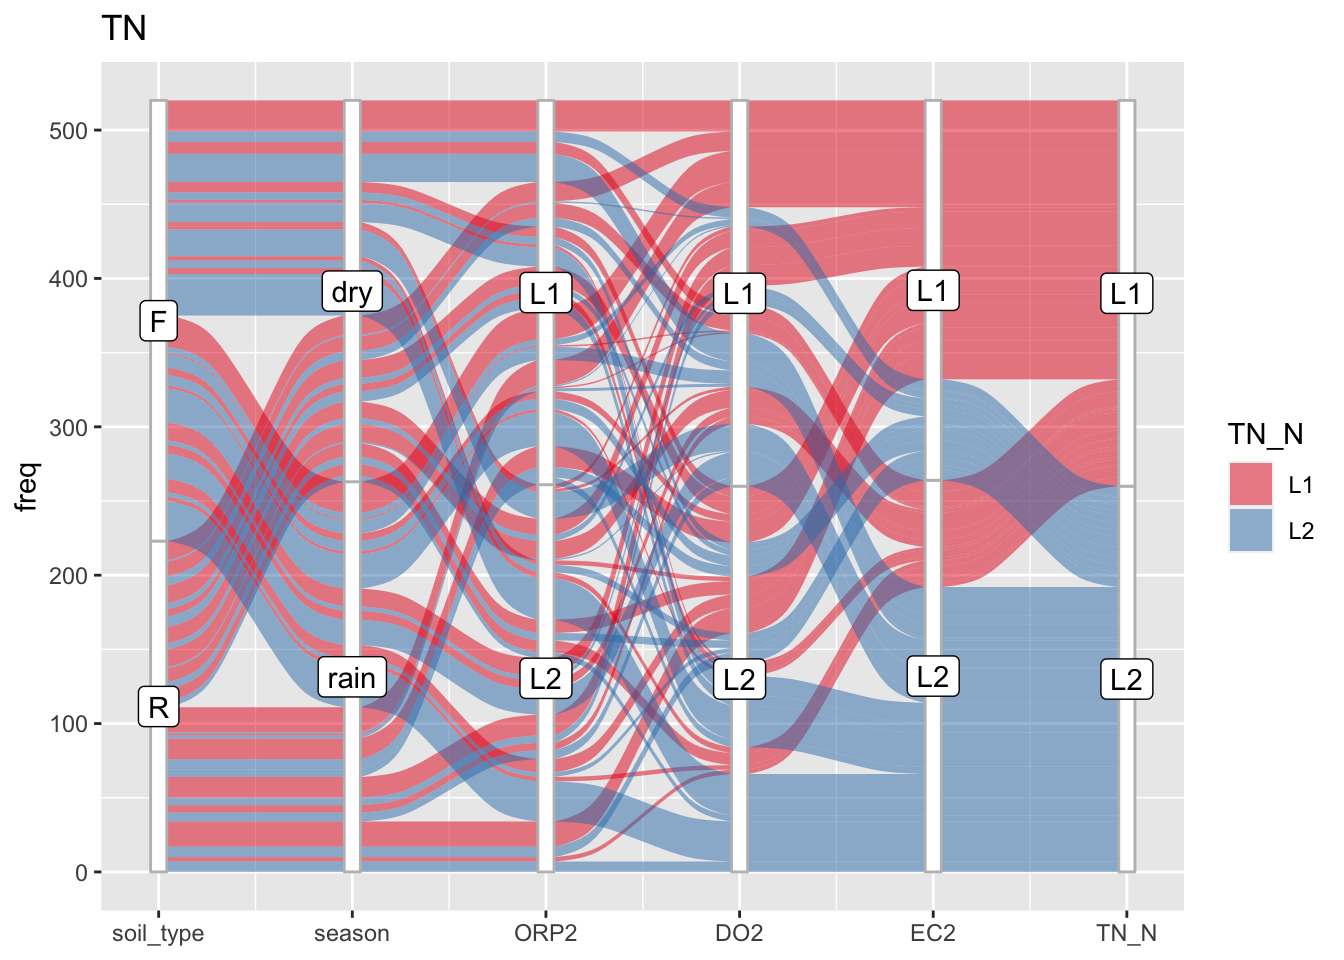 TN
freq
500
400
300
200
100
0
F
R
dry
rain
L1
L2
L1
L2
L1
L2
L1
L2
soil_type
season
ORP2
DO2
EC2
TN_N
TN_N
L1
L2